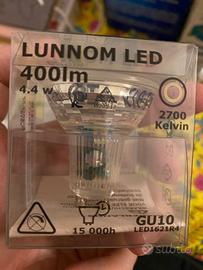 LUNNOM LED
400lm
4.4 w
2700
Kelvin
GU10
LED1621R4
15 000h
subito